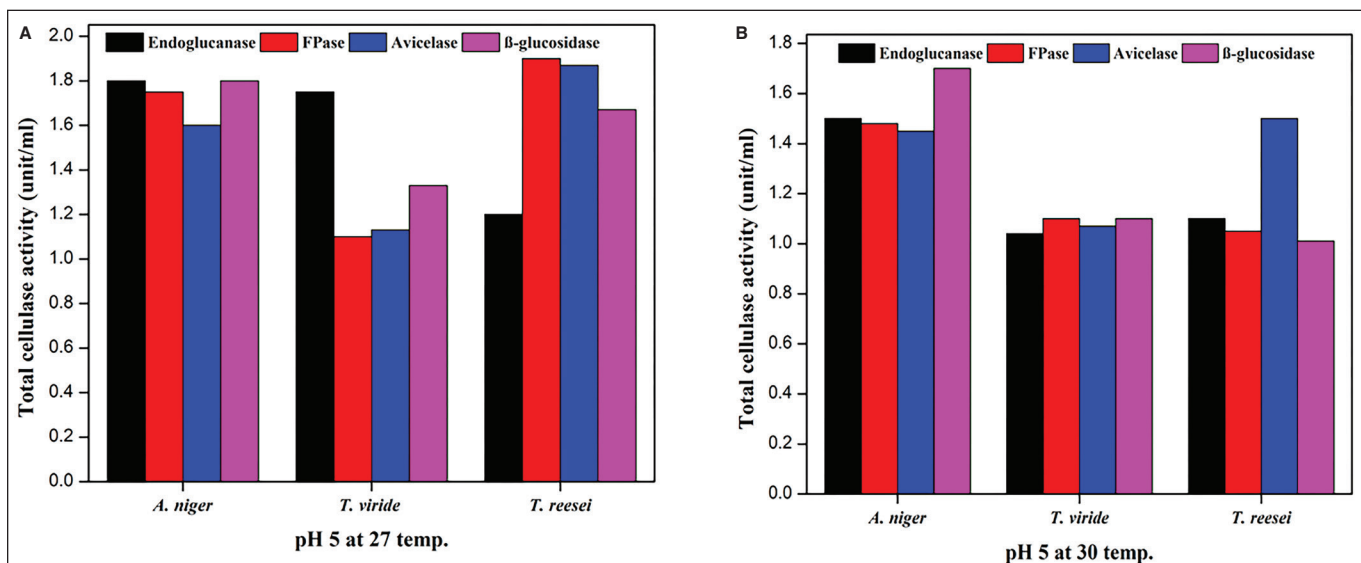 A
Endoglucanase FPase Avicelase ß-glucosidase
Total cellulase activity (unit/ml)
2.0
1.8
1.6
1.4
1.2
1.0
0.8
0.6
0.4
0.2
0.0
A. niger T. viride T. reesei
pH 5 at 27 temp.
B
Endoglucanase FPase Avicelase ß-glucosidase
Total cellulase activity (unit/ml)
1.8
1.6
1.4
1.2
1.0
0.8
0.6
0.4
0.2
0.0
A. niger T. viride T. reesei
pH 5 at 30 temp.